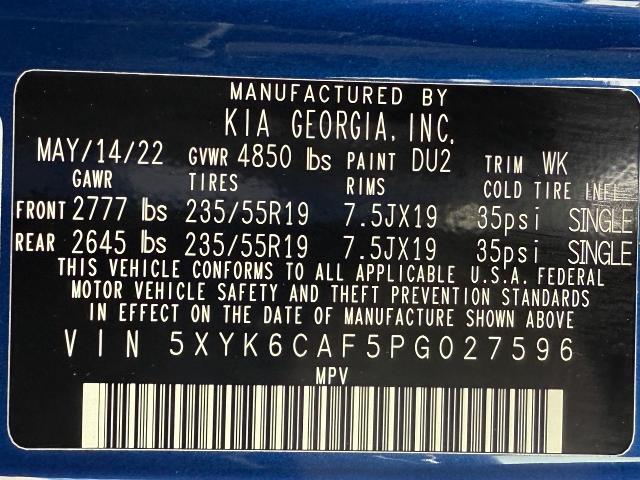 MANUFACTURED BY
KIA GEORGIA, INC.
MAY/14/22 GVWR 4850 lbs PAINT DU2 TRIM WK
GAWR TIRES RIMS COLD TIRE INFL
FRONT 2777 lbs 235/55R19 7.5JX19 35psi SINGLE
REAR 2645 lbs 235/55R19 7.5JX19 35psi SINGLE
THIS VEHICLE CONFORMS TO ALL APPLICABLE U.S.A. FEDERAL
MOTOR VEHICLE SAFETY AND THEFT PREVENTION STANDARDS
IN EFFECT ON THE DATE OF MANUFACTURE SHOWN ABOVE
VIN 5XYK6CAF5PG027596
MPV